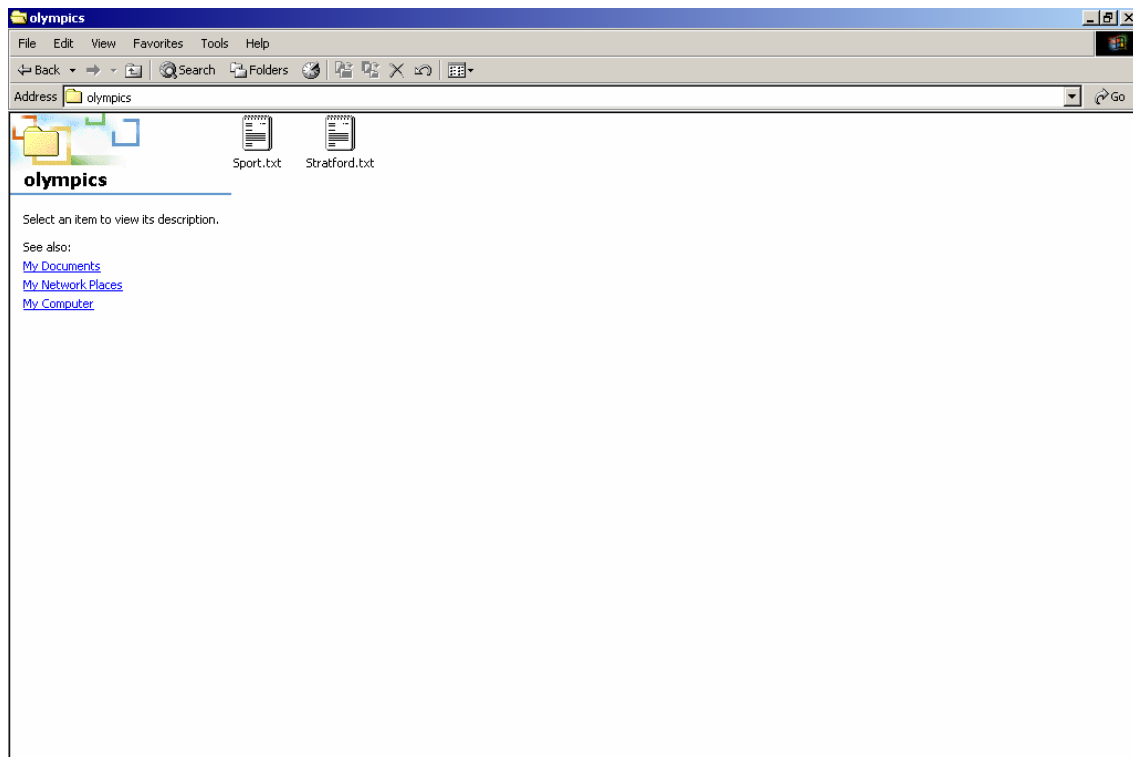 olympics
File Edit View Favorites Tools Help
Back Search Folders
Address olympics Go
Sport.txt Stratford.txt
olympics
Select an item to view its description.
See also:
My Documents
My Network Places
My Computer